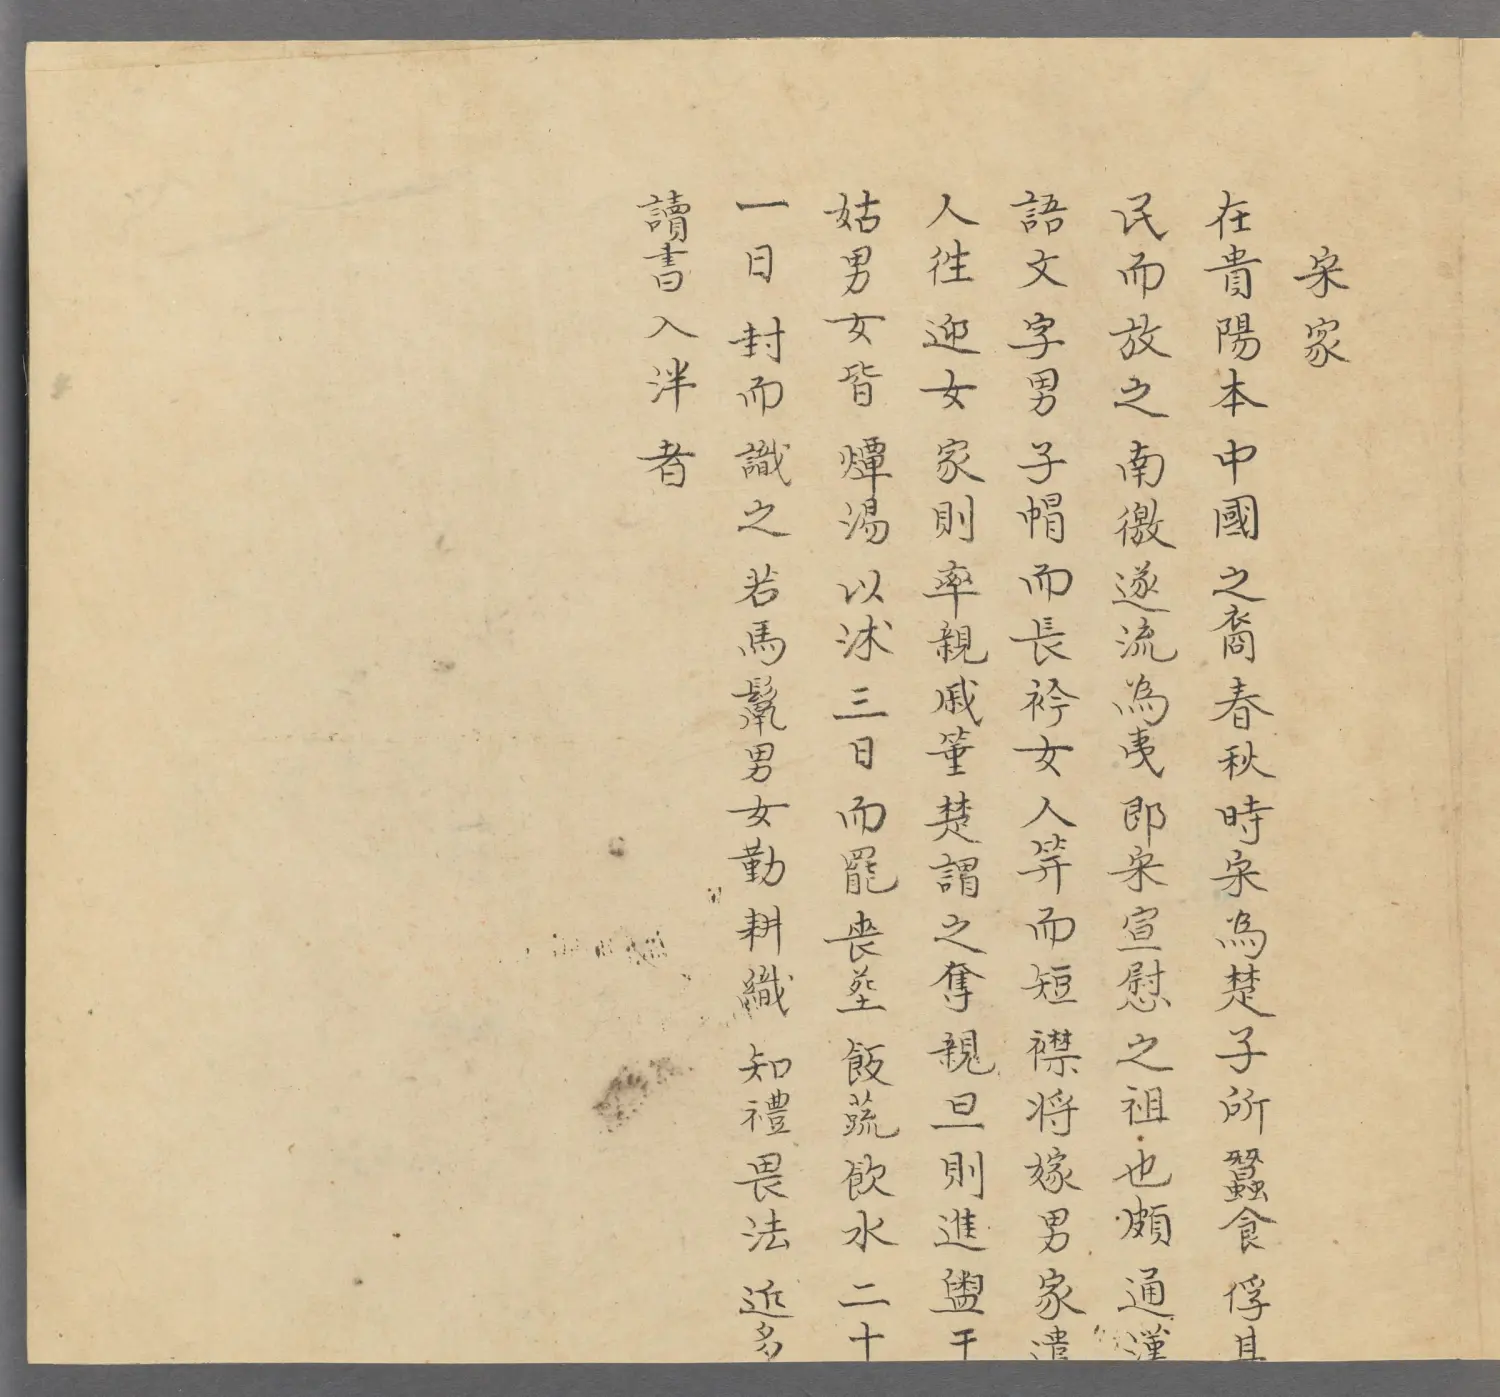 宋家
在貴陽本中國之裔春秋時宋為楚子所蠶食俘其
民而放之南徼遂流為夷即宋宣慰之祖也頗通漢
語文字男子帽而長衿女人笄而短襟将嫁男家遣
人往迎女家則率親戚箠楚謂之奪親旦則進盥于
姑男女皆燂湯以沐三日而罷喪塟飯蔬飲水二十
一日封而識之若馬鬣男女勤耕織知禮畏法近多
讀書入泮者